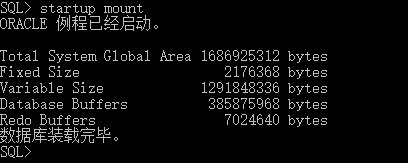 SQL> startup mount
ORACLE 例程已经启动。
Total System Global Area 1686925312 bytes
Fixed Size 2176368 bytes
Variable Size 1291848336 bytes
Database Buffers 385875968 bytes
Redo Buffers 7024640 bytes
数据库装载完毕。
SQL>